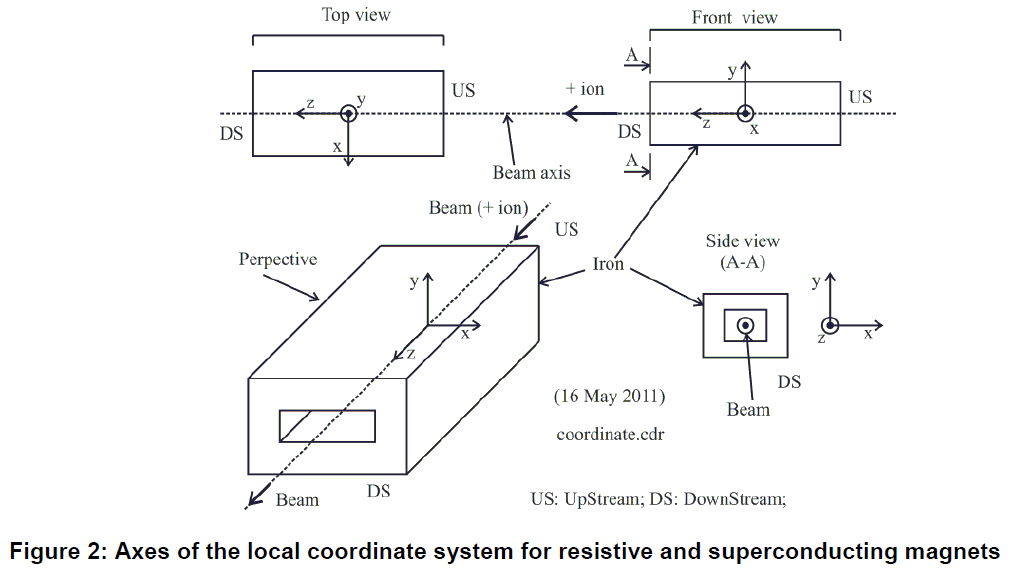 Top view
Front view
A
y
+ ion
US
z
y
DS
x
US
z
x
DS
A
Beam axis
Beam (+ ion)
US
Perpective
Iron
Side view
(A-A)
y
x
z
y
z
x
DS
(16 May 2011)
Beam
coordinate.cdr
Beam
DS
US: UpStream; DS: DownStream;
Figure 2: Axes of the local coordinate system for resistive and superconducting magnets